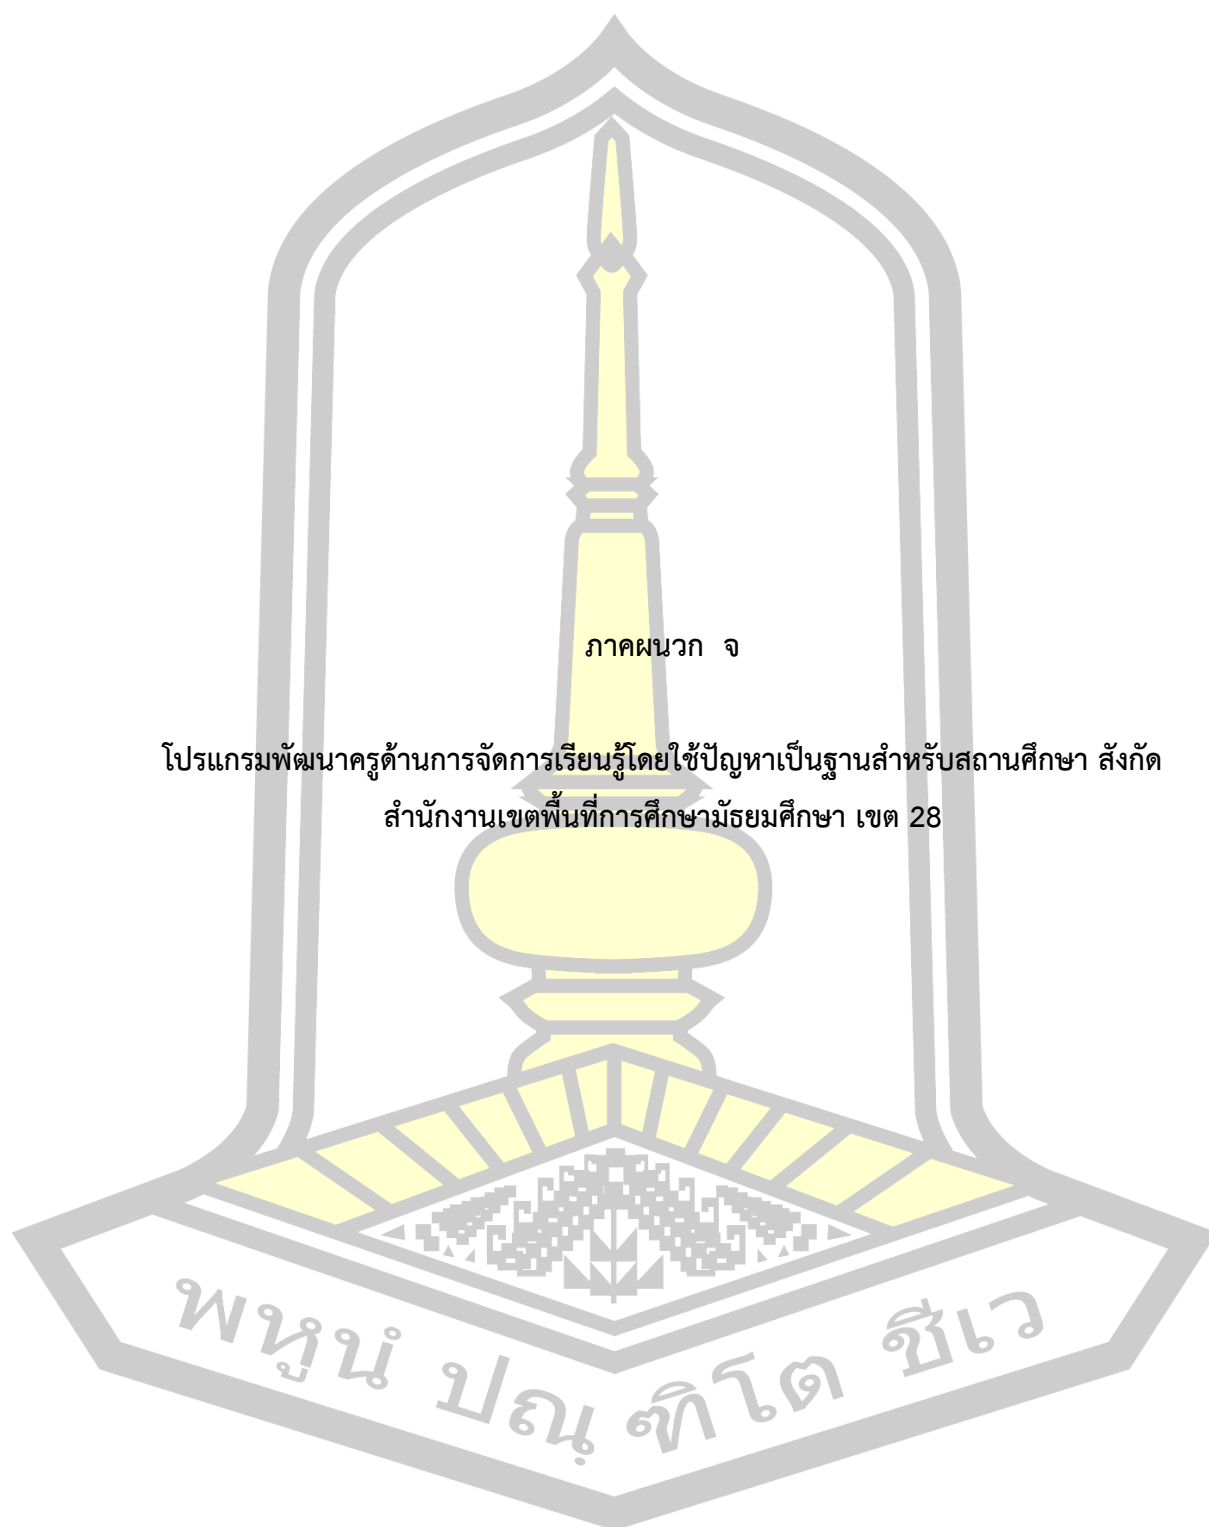 ภาคผนวก จ
โปรแกรมพัฒนาครูด้านการจัดการเรียนรู้โดยใช้ปัญหาเป็นฐานสำหรับสถานศึกษา สังกัด
สำนักงานเขตพื้นที่การศึกษามัธยมศึกษา เขต 28
พหูนํ ปณฺ ฑิโต ชีเว